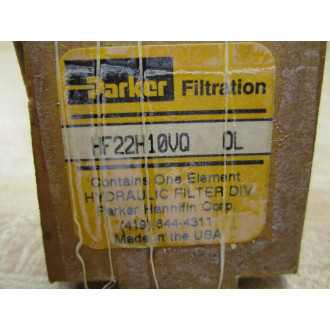 Parker Filtration
HF22H10VQ OL
Contains One Element
HYDRAULIC FILTER DIV
Parker Hannifin Corp.
(419) 644-4311
Made in the USA